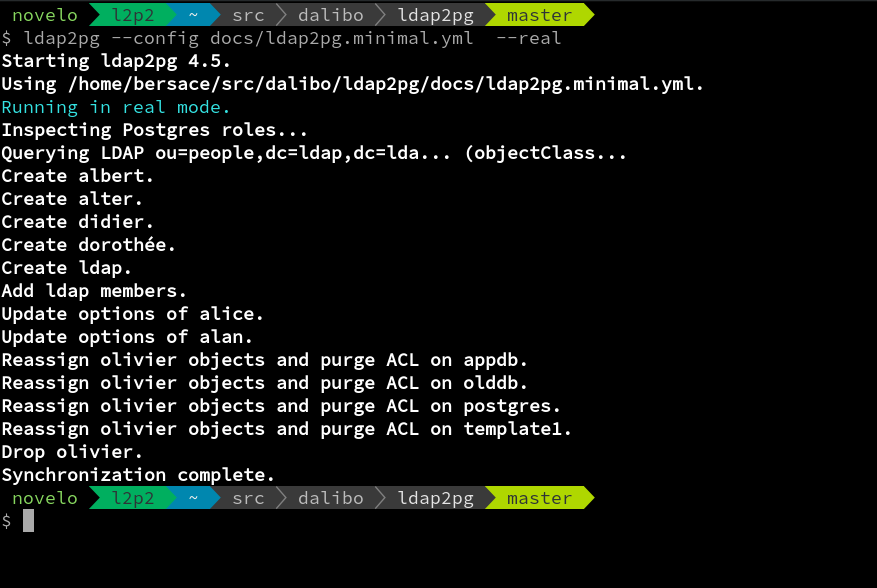 novelo l2p2 ~ src dalibo ldap2pg master
$ ldap2pg --config docs/ldap2pg.minimal.yml  --real
Starting ldap2pg 4.5.
Using /home/bersace/src/dalibo/ldap2pg/docs/ldap2pg.minimal.yml.
Running in real mode.
Inspecting Postgres roles...
Querying LDAP ou=people,dc=ldap,dc=lda... (objectClass...
Create albert.
Create alter.
Create didier.
Create dorothée.
Create ldap.
Add ldap members.
Update options of alice.
Update options of alan.
Reassign olivier objects and purge ACL on appdb.
Reassign olivier objects and purge ACL on olddb.
Reassign olivier objects and purge ACL on postgres.
Reassign olivier objects and purge ACL on template1.
Drop olivier.
Synchronization complete.
novelo l2p2 ~ src dalibo ldap2pg master
$